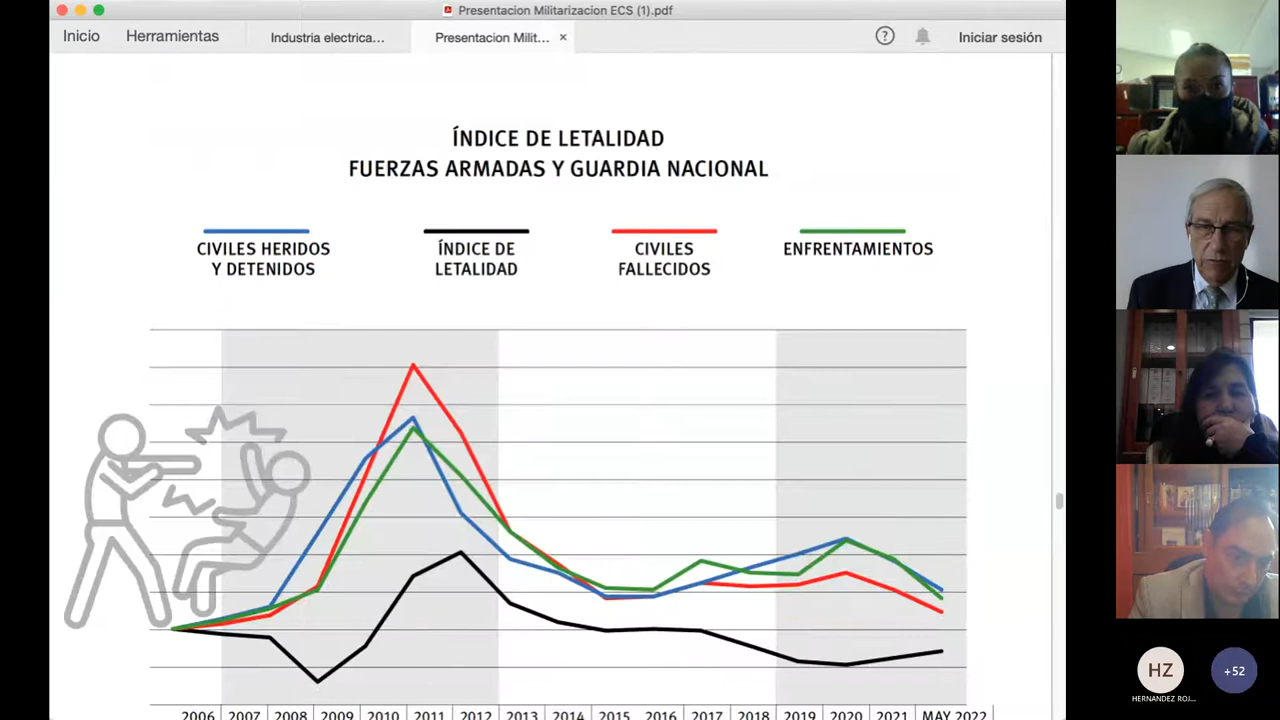 Presentacion Militarizacion ECS (1).pdf
Inicio Herramientas Industria electrica... Presentacion Milit... × ? Iniciar sesión
ÍNDICE DE LETALIDAD
FUERZAS ARMADAS Y GUARDIA NACIONAL
CIVILES HERIDOS
Y DETENIDOS
ÍNDICE DE
LETALIDAD
CIVILES
FALLECIDOS
ENFRENTAMIENTOS
2006 2007 2008 2009 2010 2011 2012 2013 2014 2015 2016 2017 2018 2019 2020 2021 MAY 2022
HZ +52
HERNANDEZ ROJ...